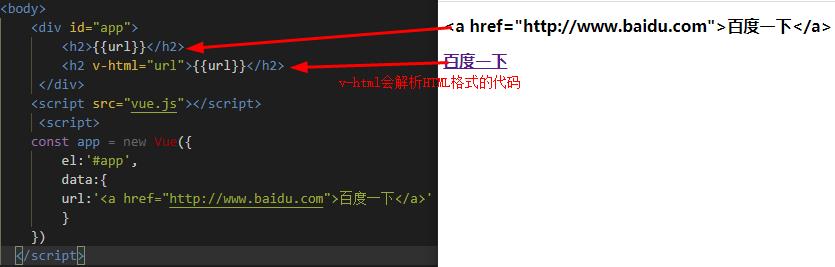 <body>
<div id="app">
<h2>{{url}}</h2>
<h2 v-html="url">{{url}}</h2>
</div>
<script src="vue.js"></script>
<script>
const app = new Vue({
el:'#app',
data:{
url:'<a href="http://www.baidu.com">百度一下</a>'
}
})
</script>
<a href="http://www.baidu.com">百度一下</a>
百度一下
v-html会解析HTML格式的代码